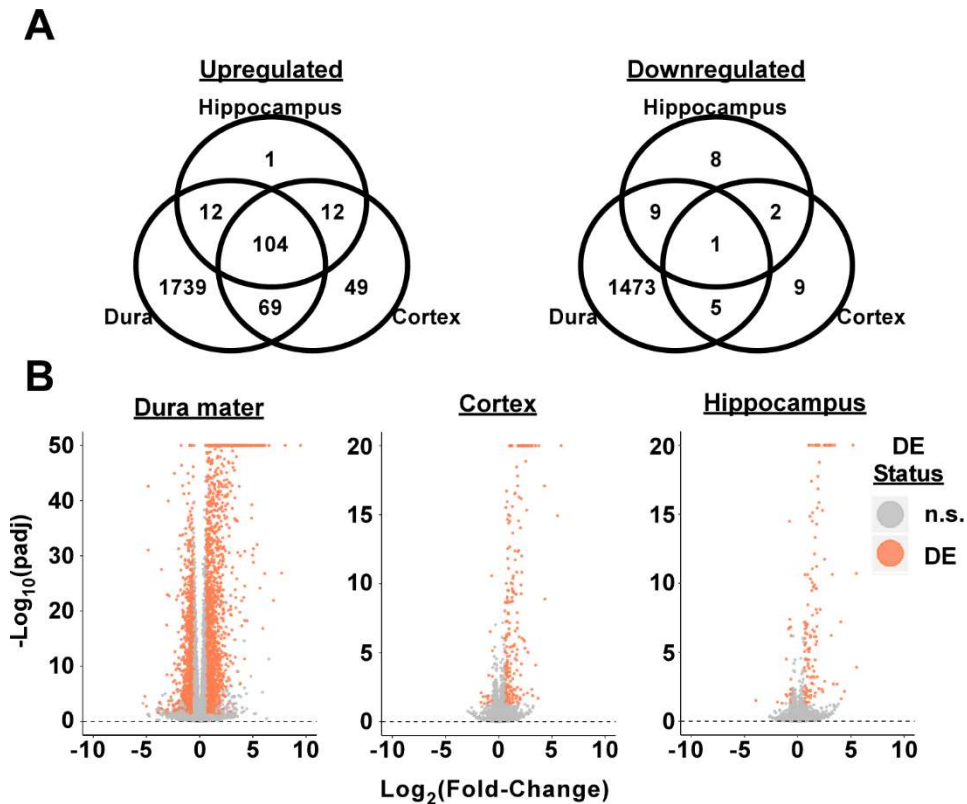 A
Upregulated
Hippocampus
1
12 12
104
1739 69 49
Dura Cortex
Downregulated
Hippocampus
8
9 2
1
1473 5 9
Dura Cortex
B
Dura mater
50
40
30
20
10
0
-10 -5 0 5 10
-Log10(padj)
Cortex
20
15
10
5
0
-10 -5 0 5 10
Log2(Fold-Change)
Hippocampus
20
15
10
5
0
-10 -5 0 5 10
DE
Status
n.s.
DE